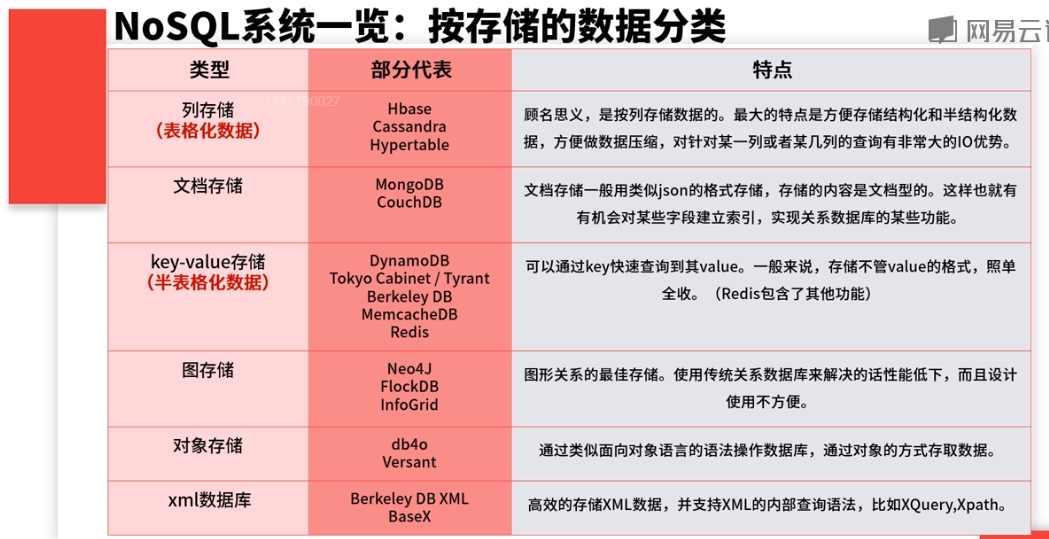 NoSQL系统一览：按存储的数据分类
网易云
类型
部分代表
特点
列存储
（表格化数据）
1147790027
Hbase
Cassandra
Hypertable
顾名思义，是按列存储数据的。最大的特点是方便存储结构化和半结构化数
据，方便做数据压缩，对针对某一列或者某几列的查询有非常大的IO优势。
文档存储
MongoDB
CouchDB
文档存储一般用类似json的格式存储，存储的内容是文档型的。这样也就有
有机会对某些字段建立索引，实现关系数据库的某些功能。
key-value存储
（半表格化数据）
DynamoDB
Tokyo Cabinet / Tyrant
Berkeley DB
MemcacheDB
Redis
可以通过key快速查询到其value。一般来说，存储不管value的格式，照单
全收。（Redis包含了其他功能）
图存储
Neo4J
FlockDB
InfoGrid
图形关系的最佳存储。使用传统关系数据库来解决的话性能低下，而且设计
使用不方便。
对象存储
db4o
Versant
通过类似面向对象语言的语法操作数据库，通过对象的方式存取数据。
xml数据库
Berkeley DB XML
BaseX
高效的存储XML数据，并支持XML的内部查询语法，比如XQuery,Xpath。